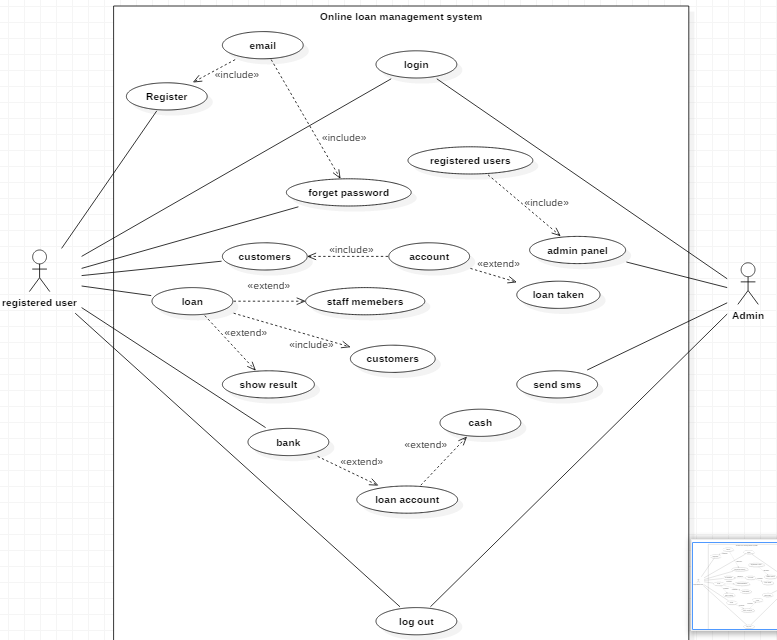 Online loan management system
email
login
«include»
Register
«include»
registered users
forget password
«include»
customers
«include»
account
admin panel
«extend»
registered user
loan
«extend»
staff memebers
loan taken
Admin
«extend»
«include»
customers
show result
send sms
cash
bank
«extend»
«extend»
loan account
log out